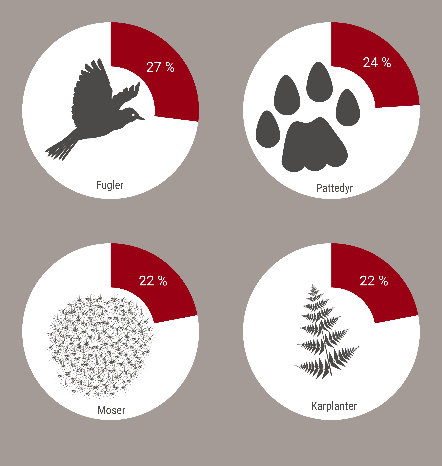 27 %
Fugler
24 %
Pattedyr
22 %
Moser
22 %
Karplanter